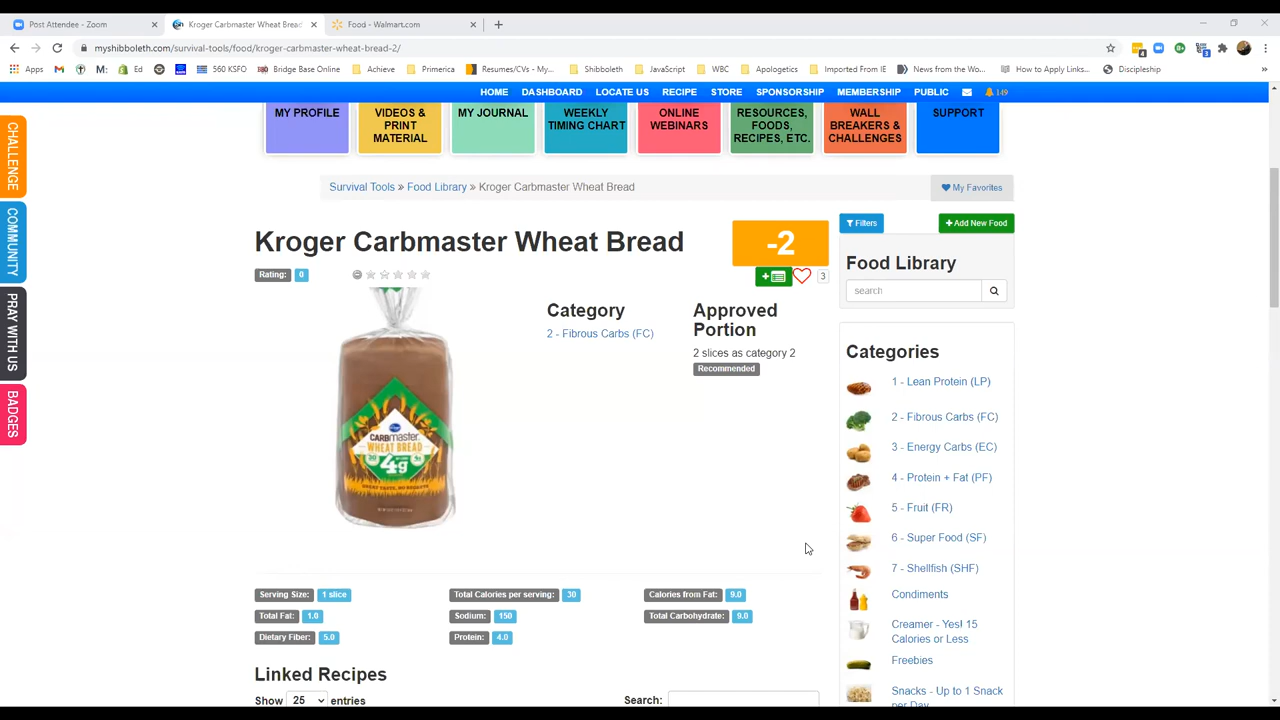 Post Attendee - Zoom
Kroger Carbmaster Wheat Bread
Food - Walmart.com
myshibboleth.com/survival-tools/food/kroger-carbmaster-wheat-bread-2/
Apps
Ed
560 KSFO
Bridge Base Online
Achieve
Primerica
Resumes/CVs - My...
Shibboleth
JavaScript
WBC
Apologetics
Imported From IE
News from the Wo...
How to Apply Links...
Discipleship
HOME DASHBOARD LOCATE US RECIPE STORE SPONSORSHIP MEMBERSHIP PUBLIC 149
MY PROFILE
VIDEOS &
PRINT
MATERIAL
MY JOURNAL
WEEKLY
TIMING CHART
ONLINE
WEBINARS
RESOURCES,
FOODS,
RECIPES, ETC.
WALL
BREAKERS &
CHALLENGES
SUPPORT
CHALLENGE
COMMUNITY
PRAY WITH US
BADGES
Survival Tools » Food Library » Kroger Carbmaster Wheat Bread
My Favorites
Kroger Carbmaster Wheat Bread
-2
Rating: 0
3
Category
2 - Fibrous Carbs (FC)
Approved
Portion
2 slices as category 2
Recommended
CARBmaster
WHEAT BREAD
4g
Serving Size: 1 slice
Total Calories per serving: 30
Calories from Fat: 9.0
Total Fat: 1.0
Sodium: 150
Total Carbohydrate: 9.0
Dietary Fiber: 5.0
Protein: 4.0
Linked Recipes
Show 25 entries
Search:
Filters
Add New Food
Food Library
search
Categories
1 - Lean Protein (LP)
2 - Fibrous Carbs (FC)
3 - Energy Carbs (EC)
4 - Protein + Fat (PF)
5 - Fruit (FR)
6 - Super Food (SF)
7 - Shellfish (SHF)
Condiments
Creamer - Yes! 15
Calories or Less
Freebies
Snacks - Up to 1 Snack
per Day